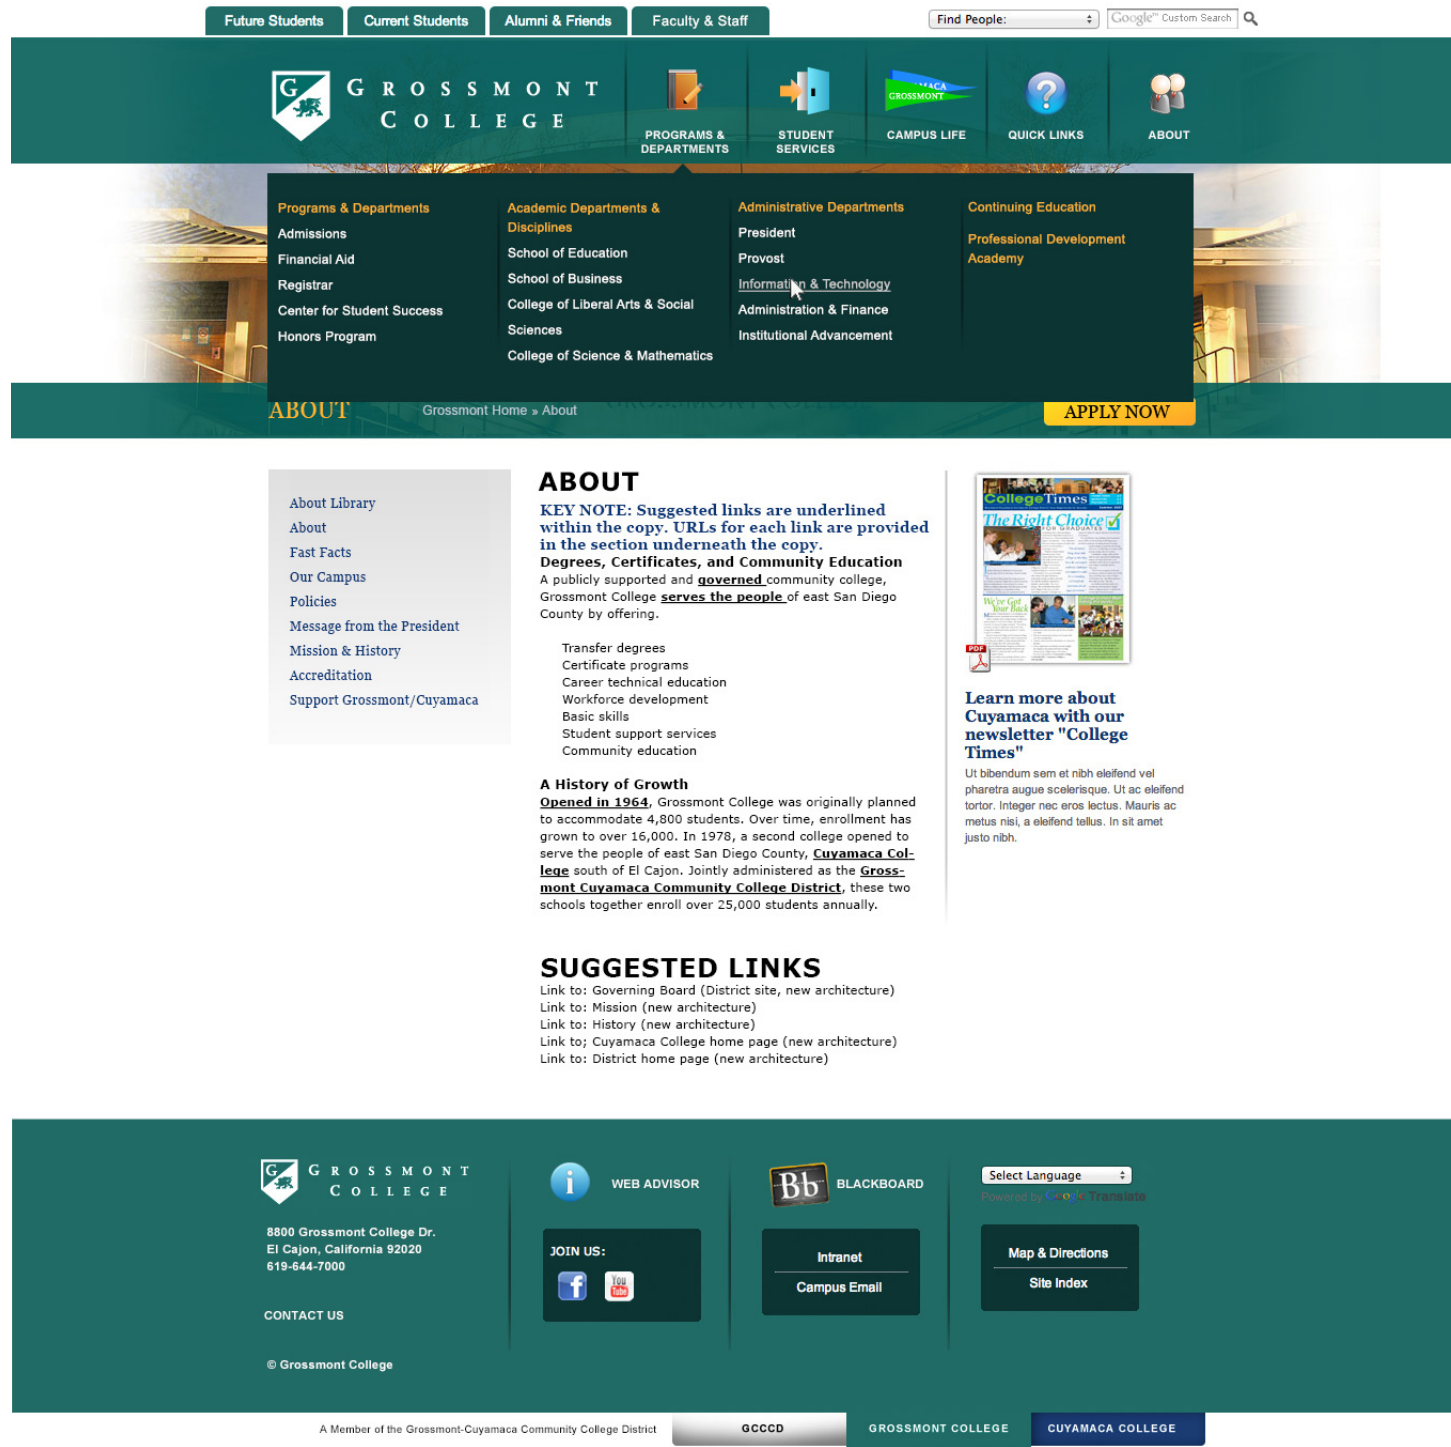 Future Students
Current Students
Alumni & Friends
Faculty & Staff
Find People:
Google™ Custom Search
G
GROSSMONT
COLLEGE
PROGRAMS &
DEPARTMENTS
STUDENT
SERVICES
GROSSMONT
CAMPUS LIFE
QUICK LINKS
ABOUT
Programs & Departments
Admissions
Financial Aid
Registrar
Center for Student Success
Honors Program
Academic Departments &
Disciplines
School of Education
School of Business
College of Liberal Arts & Social
Sciences
College of Science & Mathematics
Administrative Departments
President
Provost
Information & Technology
Administration & Finance
Institutional Advancement
Continuing Education
Professional Development
Academy
ABOUT
Grossmont Home » About
APPLY NOW
About Library
About
Fast Facts
Our Campus
Policies
Message from the President
Mission & History
Accreditation
Support Grossmont/Cuyamaca
ABOUT
KEY NOTE: Suggested links are underlined
within the copy. URLs for each link are provided
in the section underneath the copy.
Degrees, Certificates, and Community Education
A publicly supported and governed community college,
Grossmont College serves the people of east San Diego
County by offering.
Transfer degrees
Certificate programs
Career technical education
Workforce development
Basic skills
Student support services
Community education
A History of Growth
Opened in 1964, Grossmont College was originally planned
to accommodate 4,800 students. Over time, enrollment has
grown to over 16,000. In 1978, a second college opened to
serve the people of east San Diego County, Cuyamaca Col-
lege south of El Cajon. Jointly administered as the Gross-
mont Cuyamaca Community College District, these two
schools together enroll over 25,000 students annually.
SUGGESTED LINKS
Link to: Governing Board (District site, new architecture)
Link to: Mission (new architecture)
Link to: History (new architecture)
Link to; Cuyamaca College home page (new architecture)
Link to: District home page (new architecture)
CollegeTimes
The Right Choice
FOR GRADUATES
We've Got
Your Back
PDF
Learn more about
Cuyamaca with our
newsletter "College
Times"
Ut bibendum sem et nibh eleifend vel
pharetra augue scelerisque. Ut ac eleifend
tortor. Integer nec eros lectus. Mauris ac
metus nisi, a eleifend tellus. In sit amet
justo nibh.
G
GROSSMONT
COLLEGE
8800 Grossmont College Dr.
El Cajon, California 92020
619-644-7000
CONTACT US
© Grossmont College
WEB ADVISOR
JOIN US:
f
You
Tube
Bb
BLACKBOARD
Intranet
Campus Email
Select Language
Powered by Google Translate
Map & Directions
Site Index
A Member of the Grossmont-Cuyamaca Community College District
GCCCD
GROSSMONT COLLEGE
CUYAMACA COLLEGE